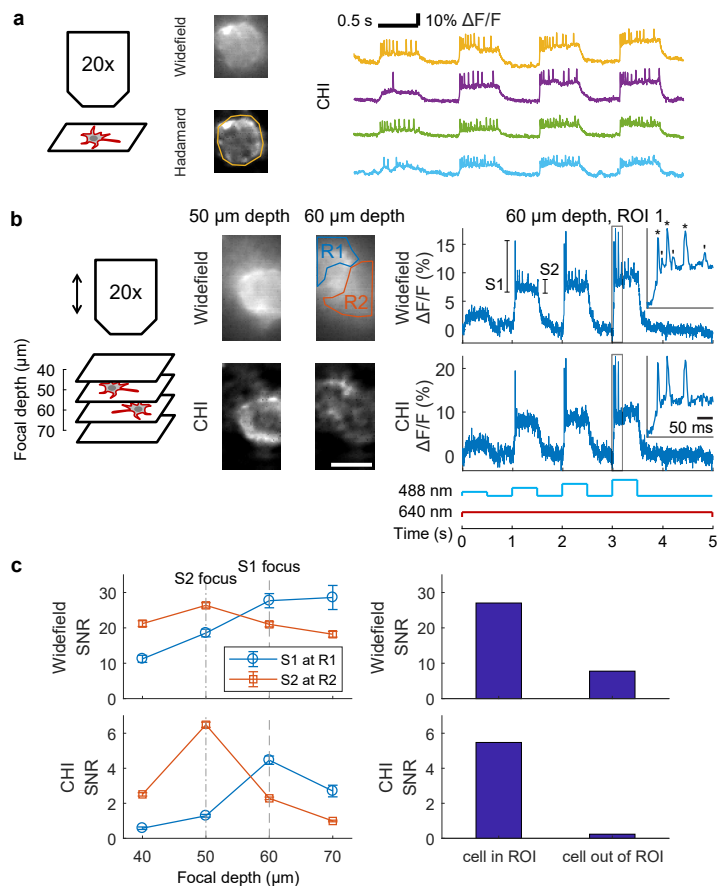 a
20x
Widefield
Hadamard
0.5 s
10% ΔF/F
CHI
b
50 µm depth
60 µm depth
60 µm depth, ROI 1
20x
Focal depth (µm)
40
50
60
70
Widefield
CHI
R1
R2
Widefield
ΔF/F (%)
15
10
5
0
S1
S2
* * *
' ' '
CHI
ΔF/F (%)
20
10
0
50 ms
488 nm
640 nm
Time (s)
0 1 2 3 4 5
c
S2 focus
S1 focus
Widefield
SNR
30
20
10
0
S1 at R1
S2 at R2
CHI
SNR
6
4
2
0
40 50 60 70
Focal depth (µm)
Widefield
SNR
30
20
10
0
CHI
SNR
6
4
2
0
cell in ROI
cell out of ROI